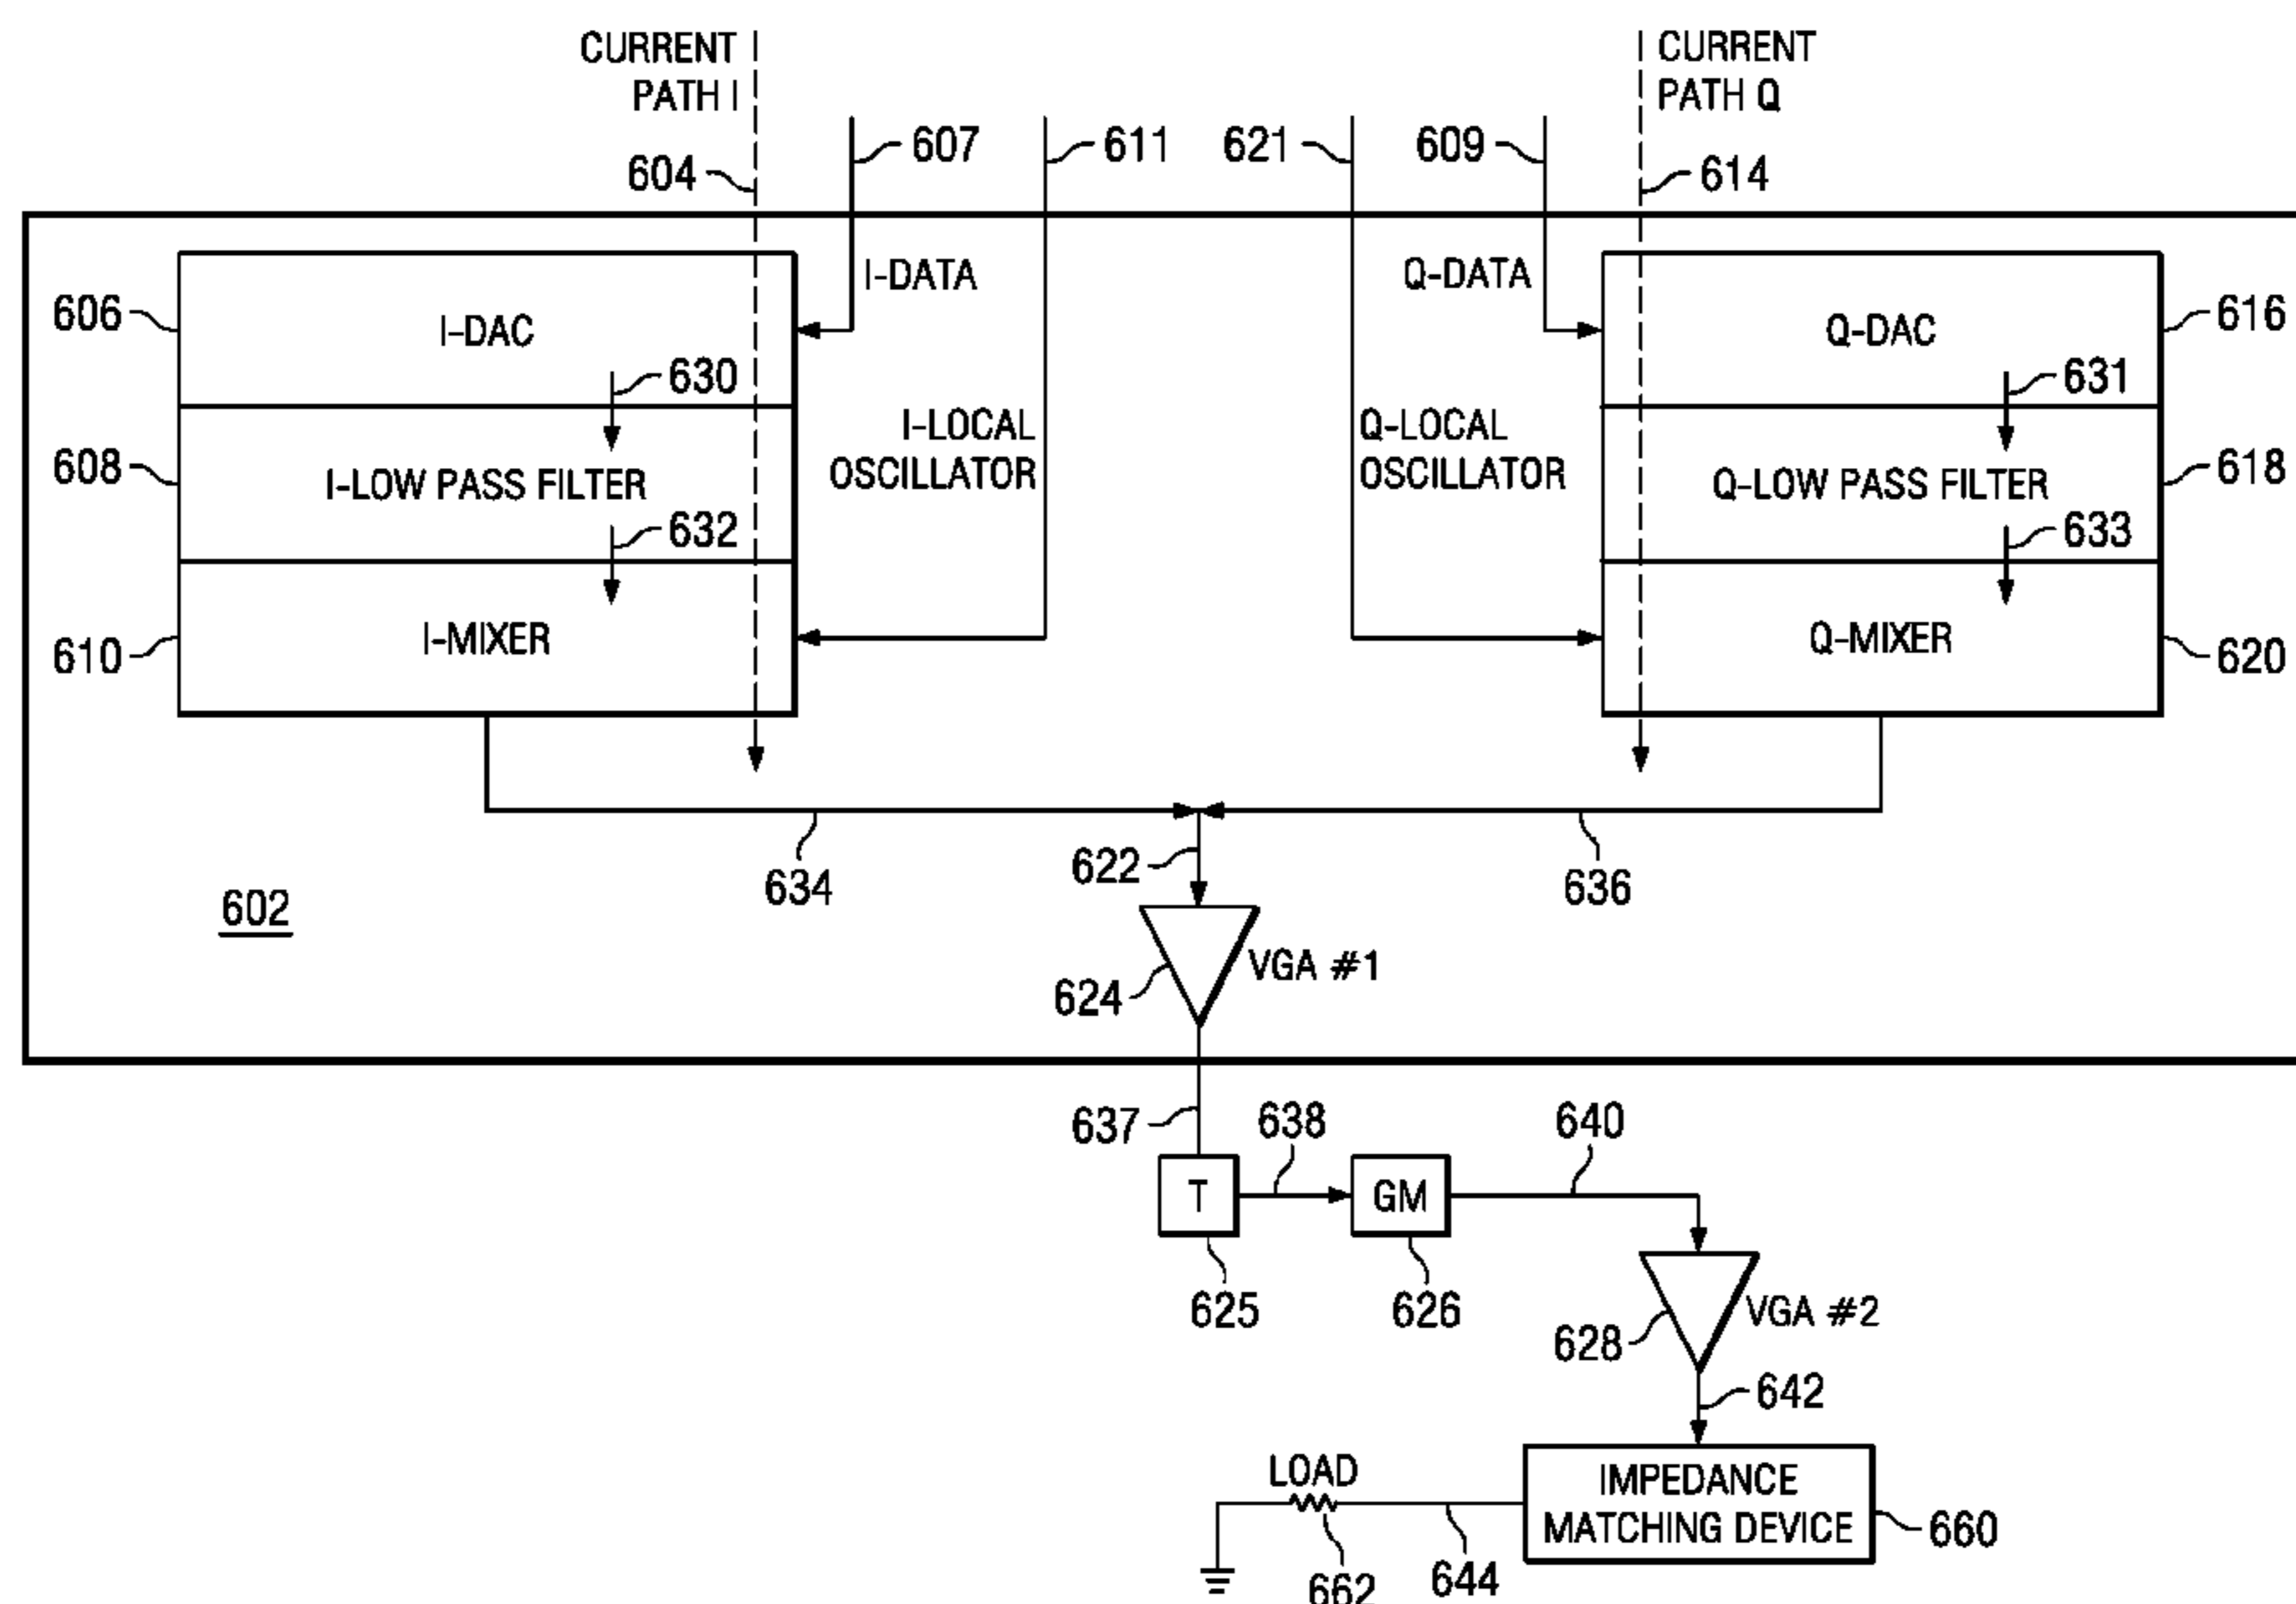 CURRENT
PATH I
CURRENT
PATH Q
607
611
621
609
604
614
I-DATA
Q-DATA
606
I-DAC
Q-DAC
616
630
631
I-LOCAL
OSCILLATOR
Q-LOCAL
OSCILLATOR
608
I-LOW PASS FILTER
Q-LOW PASS FILTER
618
632
633
610
I-MIXER
Q-MIXER
620
634
622
636
602
VGA #1
624
637
638
640
T
GM
625
626
VGA #2
628
642
LOAD
IMPEDANCE
MATCHING DEVICE
660
662
644